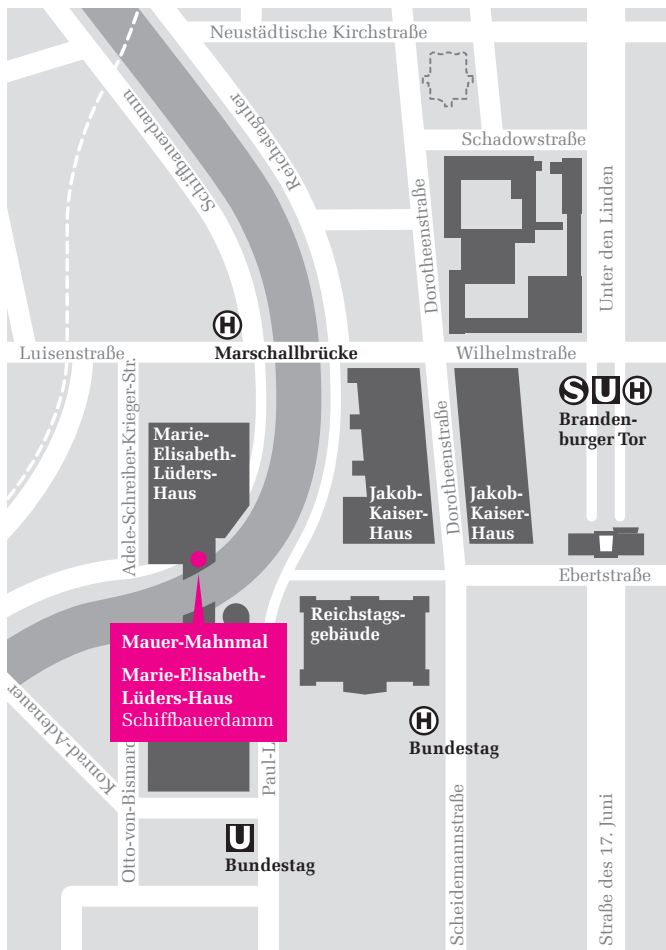 Neustädtische Kirchstraße
Schiffbauerdamm
Reichstagufer
Schadowstraße
Dorotheenstraße
Unter den Linden
H
Luisenstraße
Marschallbrücke
Wilhelmstraße
Adele-Schreiber-Krieger-Str.
S U H
Branden-
burger Tor
Marie-
Elisabeth-
Lüders-
Haus
Jakob-
Kaiser-
Haus
Dorotheenstraße
Jakob-
Kaiser-
Haus
Ebertstraße
Reichstags-
gebäude
Mauer-Mahnmal
Marie-Elisabeth-
Lüders-Haus
Schiffbauerdamm
Konrad-Adenauer
Otto-von-Bismarc
Paul-L
H
Bundestag
U
Bundestag
Scheidemannstraße
Straße des 17. Juni